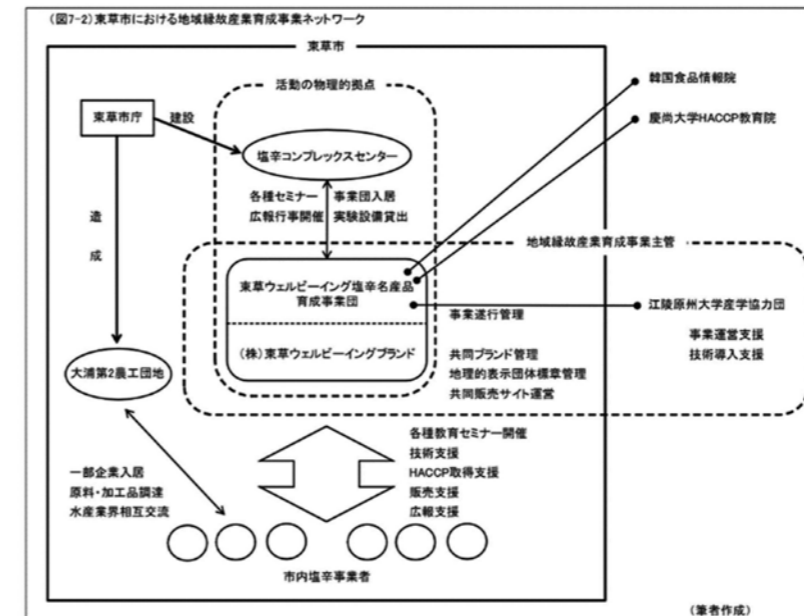 (図7-2)東草市における地域縁故産業育成事業ネットワーク
東草市
活動の物理的拠点
韓国食品情報院
慶尚大学HACCP教育院
東草市庁
建設
塩辛コンプレックスセンター
各種セミナー
広報行事開催
事業団入居
実験設備貸出
造
成
地域縁故産業育成事業主管
東草ウェルビーイング塩辛名産品
育成事業団
事業遂行管理
江陵原州大学産学協力団
事業運営支援
技術導入支援
(株)東草ウェルビーイングブランド
共同ブランド管理
地理的表示団体標章管理
共同販売サイト運営
大浦第2農工団地
一部企業入居
原料・加工品調達
水産業界相互交流
各種教育セミナー開催
技術支援
HACCP取得支援
販売支援
広報支援
市内塩辛事業者
(筆者作成)